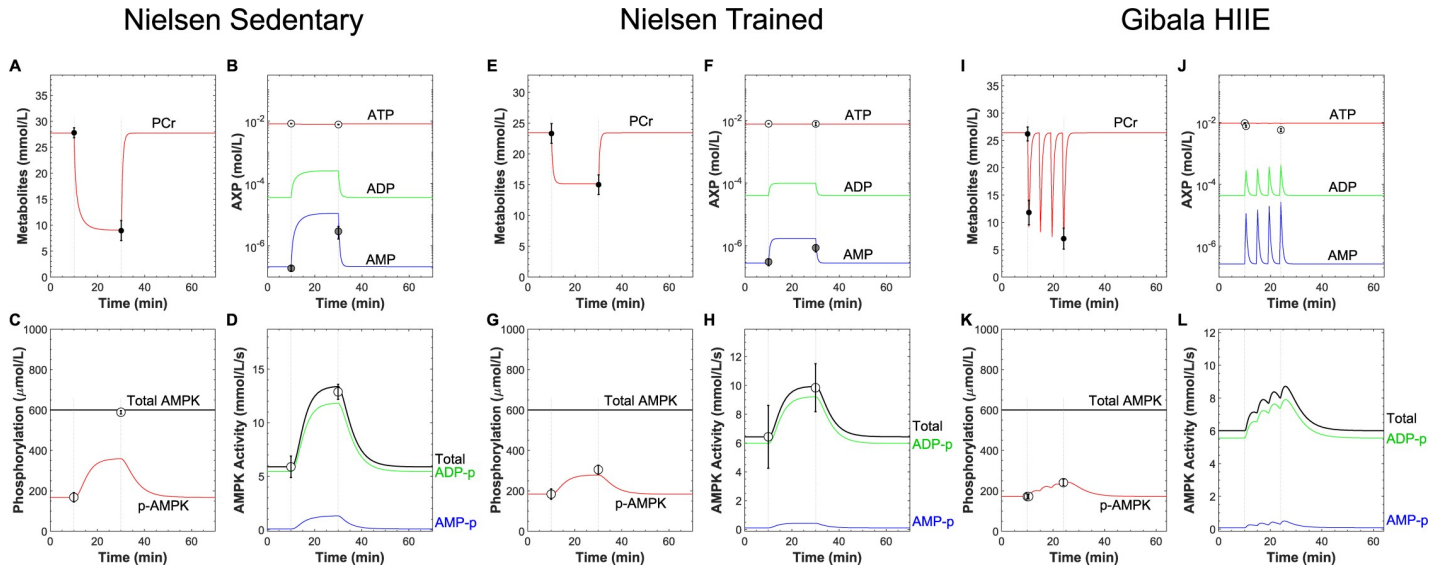 Nielsen Sedentary
Nielsen Trained
Gibala HIIE
A
Metabolites (mmol/L)
35
30
25
20
15
10
5
0
PCr
0 20 40 60
Time (min)
B
AXP (mol/L)
10-2
10-4
10-6
ATP
ADP
AMP
0 20 40 60
Time (min)
E
Metabolites (mmol/L)
30
25
20
15
10
5
0
PCr
0 20 40 60
Time (min)
F
AXP (mol/L)
10-2
10-4
10-6
ATP
ADP
AMP
0 20 40 60
Time (min)
I
Metabolites (mmol/L)
35
30
25
20
15
10
5
0
PCr
0 20 40 60
Time (min)
J
AXP (mol/L)
10-2
10-4
10-6
ATP
ADP
AMP
0 20 40 60
Time (min)
C
Phosphorylation (μmol/L)
1000
800
600
400
200
0
Total AMPK
p-AMPK
0 20 40 60
Time (min)
D
AMPK Activity (mmol/L/s)
15
10
5
0
Total
ADP-p
AMP-p
0 20 40 60
Time (min)
G
Phosphorylation (μmol/L)
1000
800
600
400
200
0
Total AMPK
p-AMPK
0 20 40 60
Time (min)
H
AMPK Activity (mmol/L/s)
14
12
10
8
6
4
2
0
Total
ADP-p
AMP-p
0 20 40 60
Time (min)
K
Phosphorylation (μmol/L)
1000
800
600
400
200
0
Total AMPK
p-AMPK
0 20 40 60
Time (min)
L
AMPK Activity (mmol/L/s)
12
10
8
6
4
2
0
Total
ADP-p
AMP-p
0 20 40 60
Time (min)